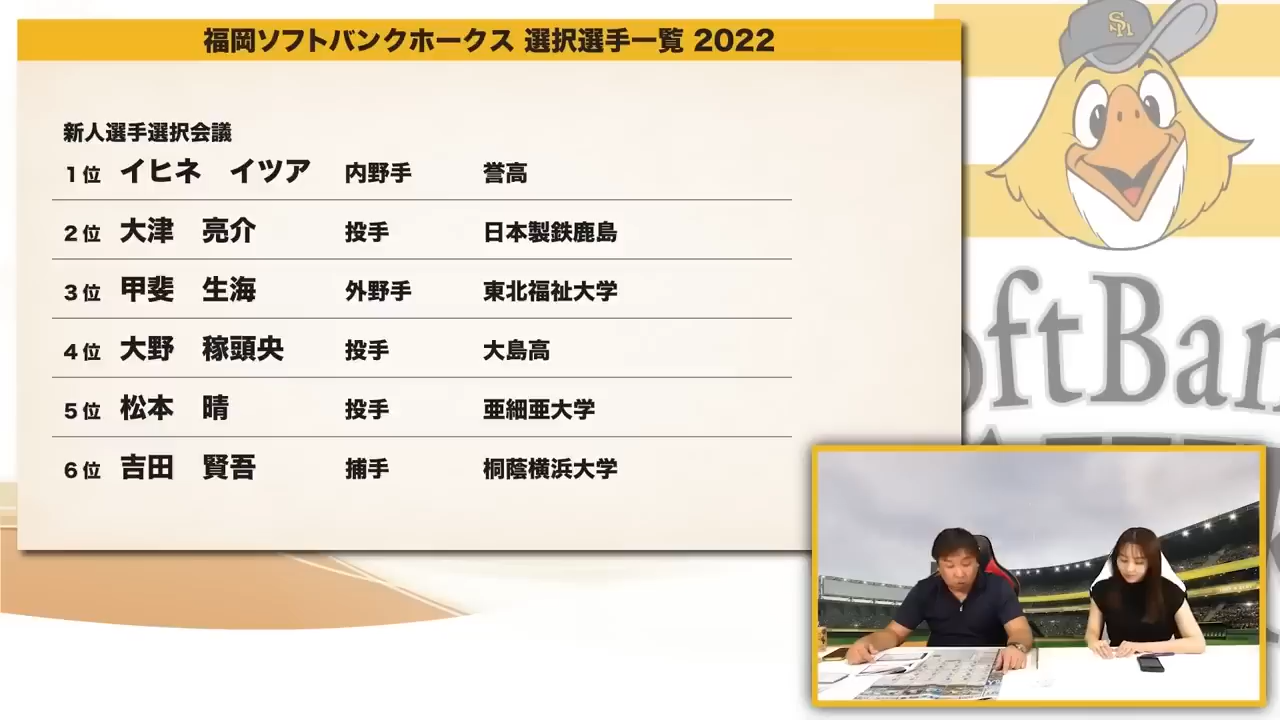 福岡ソフトバンクホークス 選択選手一覧 2022
新人選手選択会議
1位 イヒネ イツア 内野手 誉高
2位 大津 亮介 投手 日本製鉄鹿島
3位 甲斐 生海 外野手 東北福祉大学
4位 大野 稼頭央 投手 大島高
5位 松本 晴 投手 亜細亜大学
6位 吉田 賢吾 捕手 桐蔭横浜大学
SH
oftBan